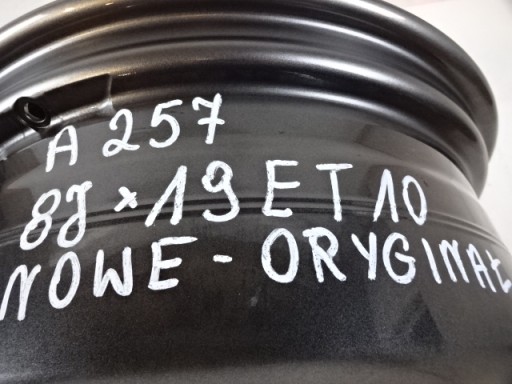 A 257
8J x 19 ET 10
NOWE - ORYGINAŁ